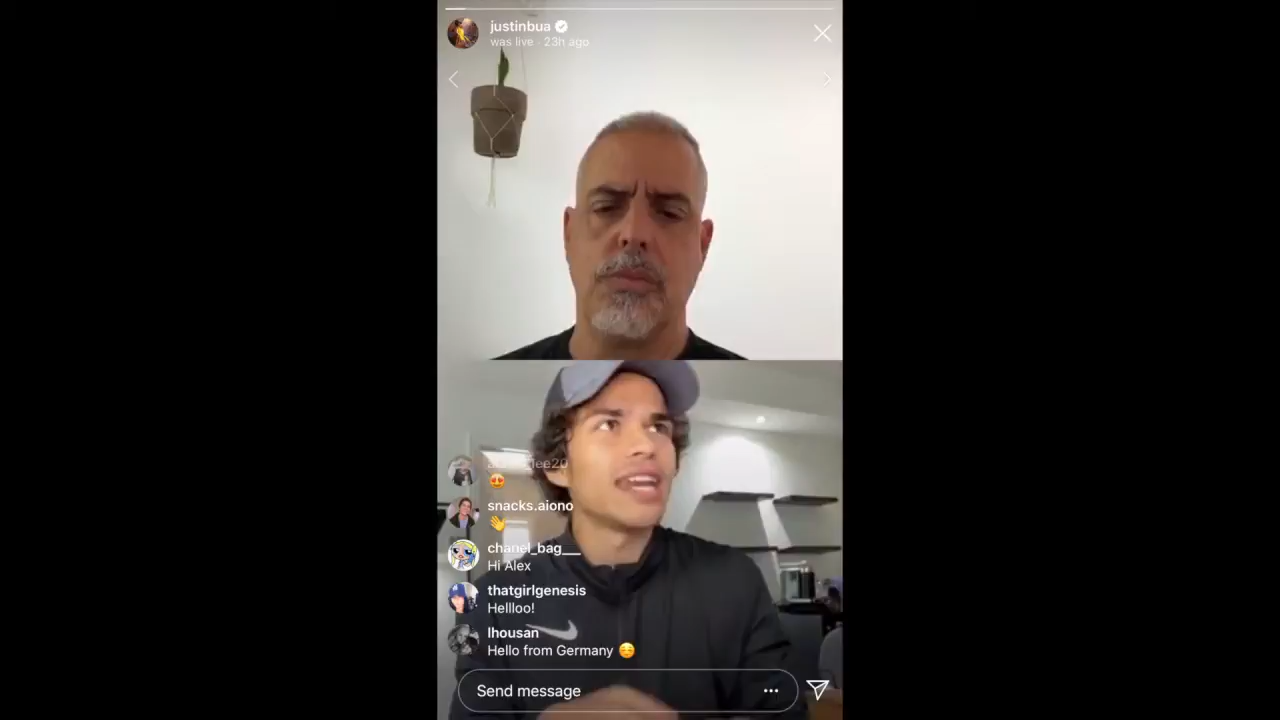 justinbua
was live · 23h ago
snacks.aiono
👋
chanel_bag___
Hi Alex
thatgirlgenesis
Hellloo!
lhousan
Hello from Germany ☺️
Send message